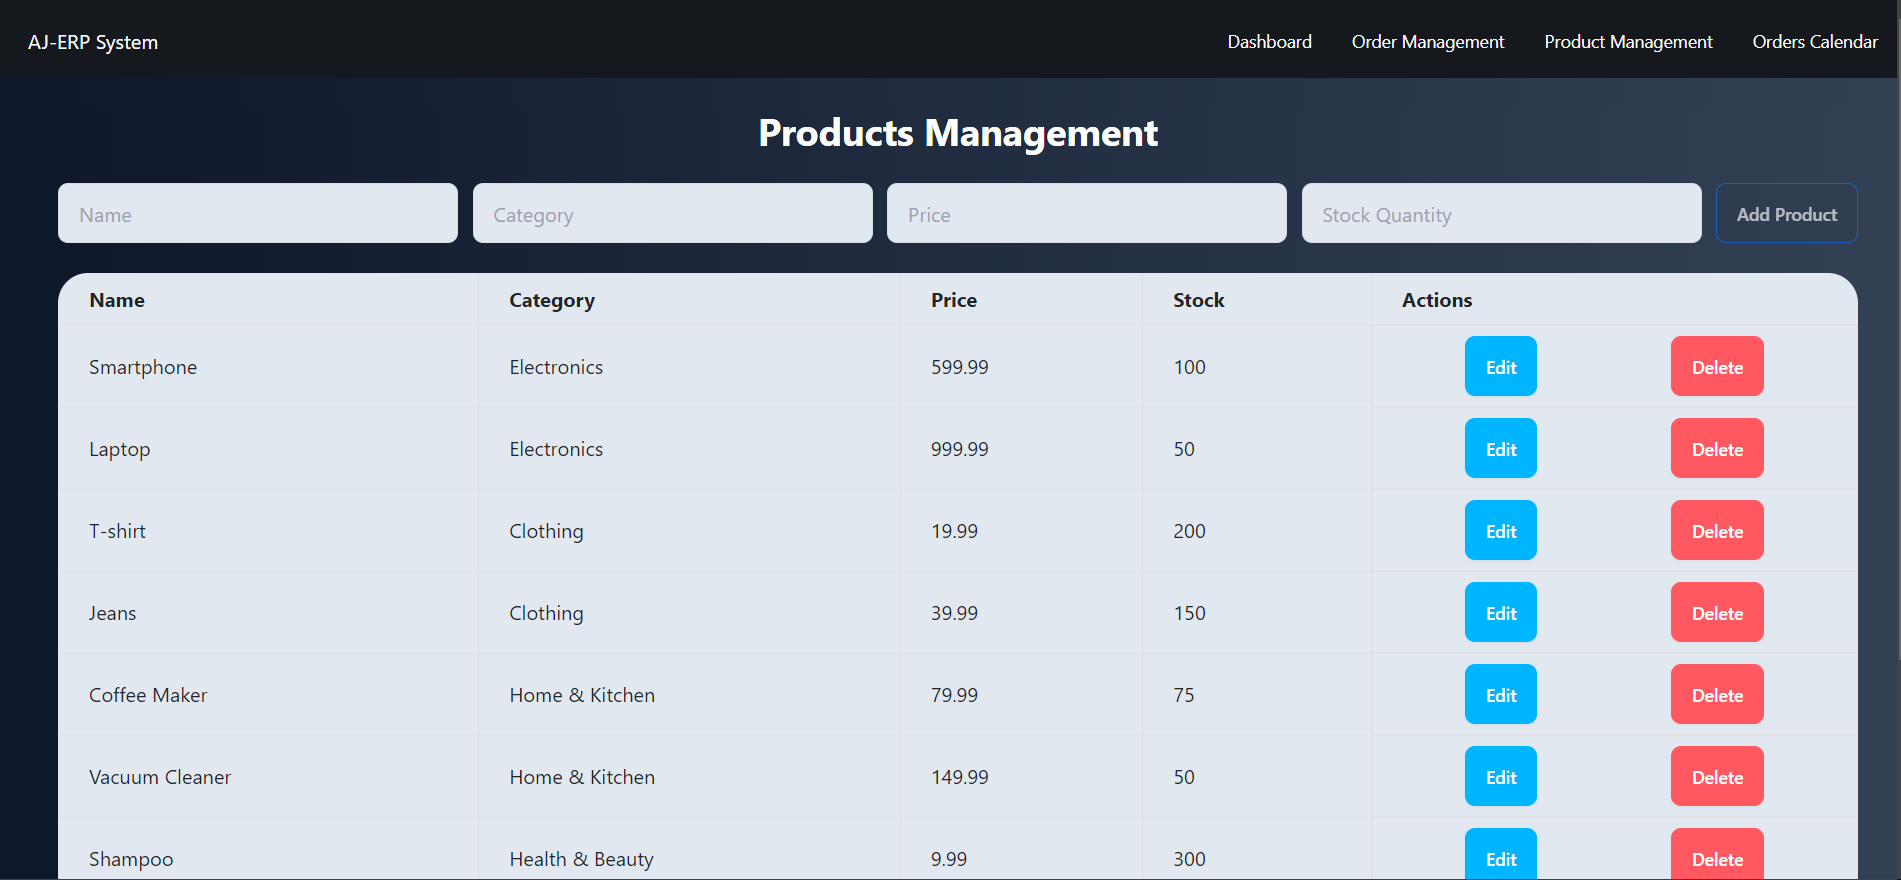 AJ-ERP System Dashboard Order Management Product Management Orders Calendar
Products Management
Name Category Price Stock Quantity Add Product
Name Category Price Stock Actions
Smartphone Electronics 599.99 100 Edit Delete
Laptop Electronics 999.99 50 Edit Delete
T-shirt Clothing 19.99 200 Edit Delete
Jeans Clothing 39.99 150 Edit Delete
Coffee Maker Home & Kitchen 79.99 75 Edit Delete
Vacuum Cleaner Home & Kitchen 149.99 50 Edit Delete
Shampoo Health & Beauty 9.99 300 Edit Delete